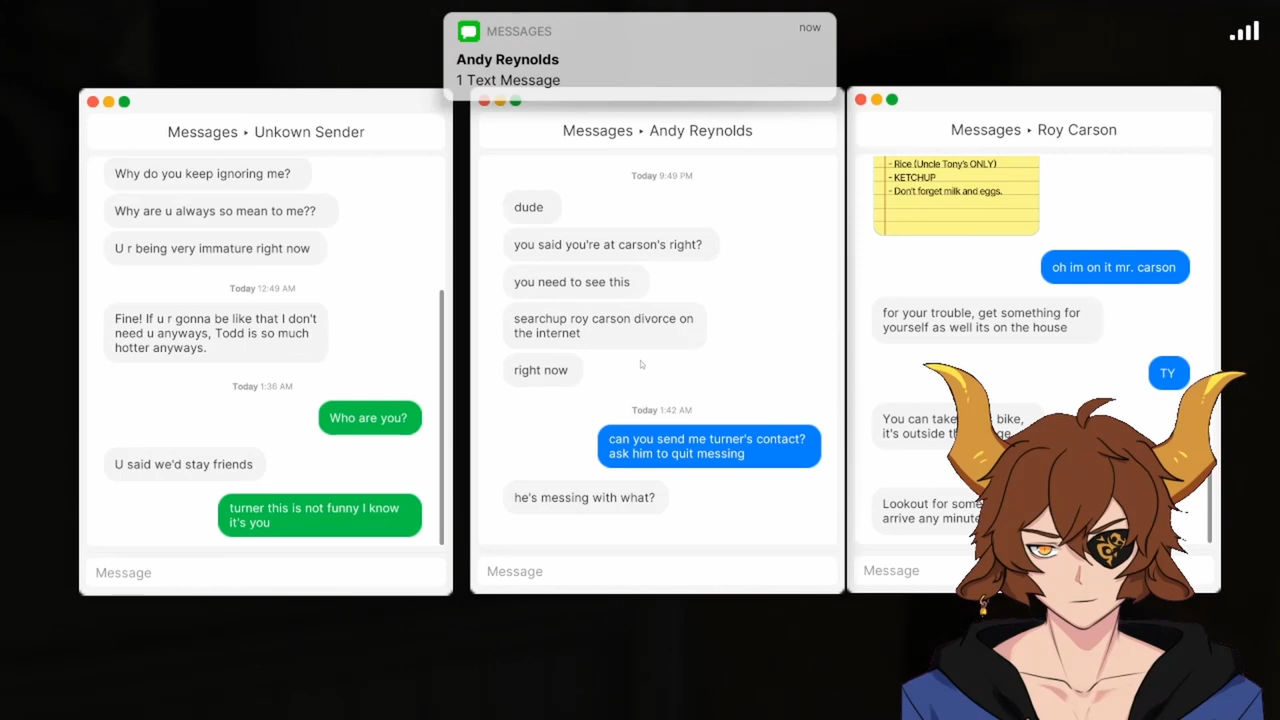 MESSAGES
now
Andy Reynolds
1 Text Message
Messages ▸ Unkown Sender
Why do you keep ignoring me?
Why are u always so mean to me??
U r being very immature right now
Today 12:49 AM
Fine! If u r gonna be like that I don't
need u anyways, Todd is so much
hotter anyways.
Today 1:36 AM
Who are you?
U said we'd stay friends
turner this is not funny I know
it's you
Message
Messages ▸ Andy Reynolds
Today 9:49 PM
dude
you said you're at carson's right?
you need to see this
searchup roy carson divorce on
the internet
right now
Today 1:42 AM
can you send me turner's contact?
ask him to quit messing
he's messing with what?
Message
Messages ▸ Roy Carson
- Rice (Uncle Tony's ONLY)
- KETCHUP
- Don't forget milk and eggs.
oh im on it mr. carson
for your trouble, get something for
yourself as well its on the house
TY
You can take bike,
it's outside
Lookout for
arrive any minute
Message